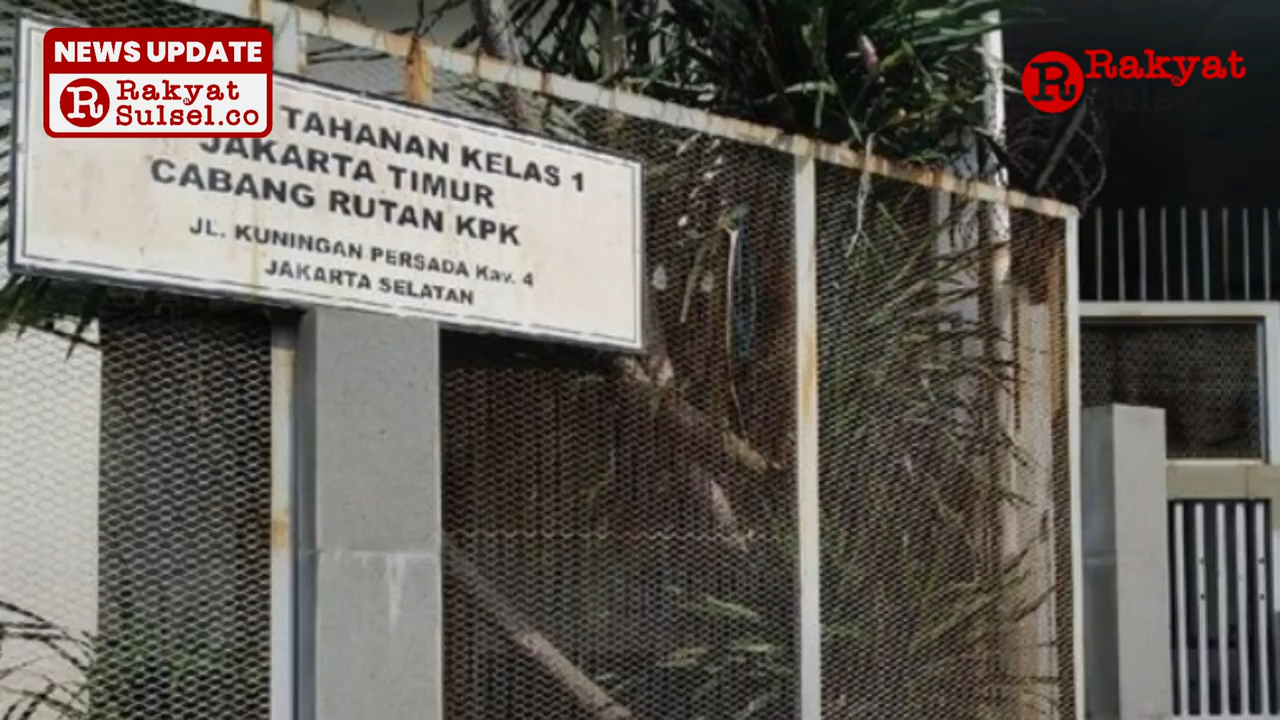 NEWS UPDATE
R Rakyat
Sulsel.co
R Rakyat
Sulsel
TAHANAN KELAS 1
JAKARTA TIMUR
CABANG RUTAN KPK
JL. KUNINGAN PERSADA Kav. 4
JAKARTA SELATAN